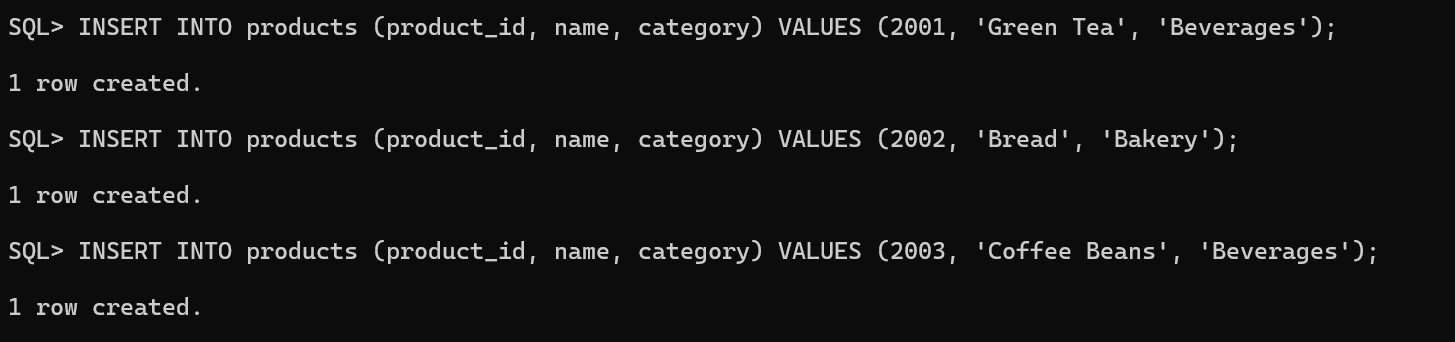 SQL> INSERT INTO products (product_id, name, category) VALUES (2001, 'Green Tea', 'Beverages');
1 row created.
SQL> INSERT INTO products (product_id, name, category) VALUES (2002, 'Bread', 'Bakery');
1 row created.
SQL> INSERT INTO products (product_id, name, category) VALUES (2003, 'Coffee Beans', 'Beverages');
1 row created.